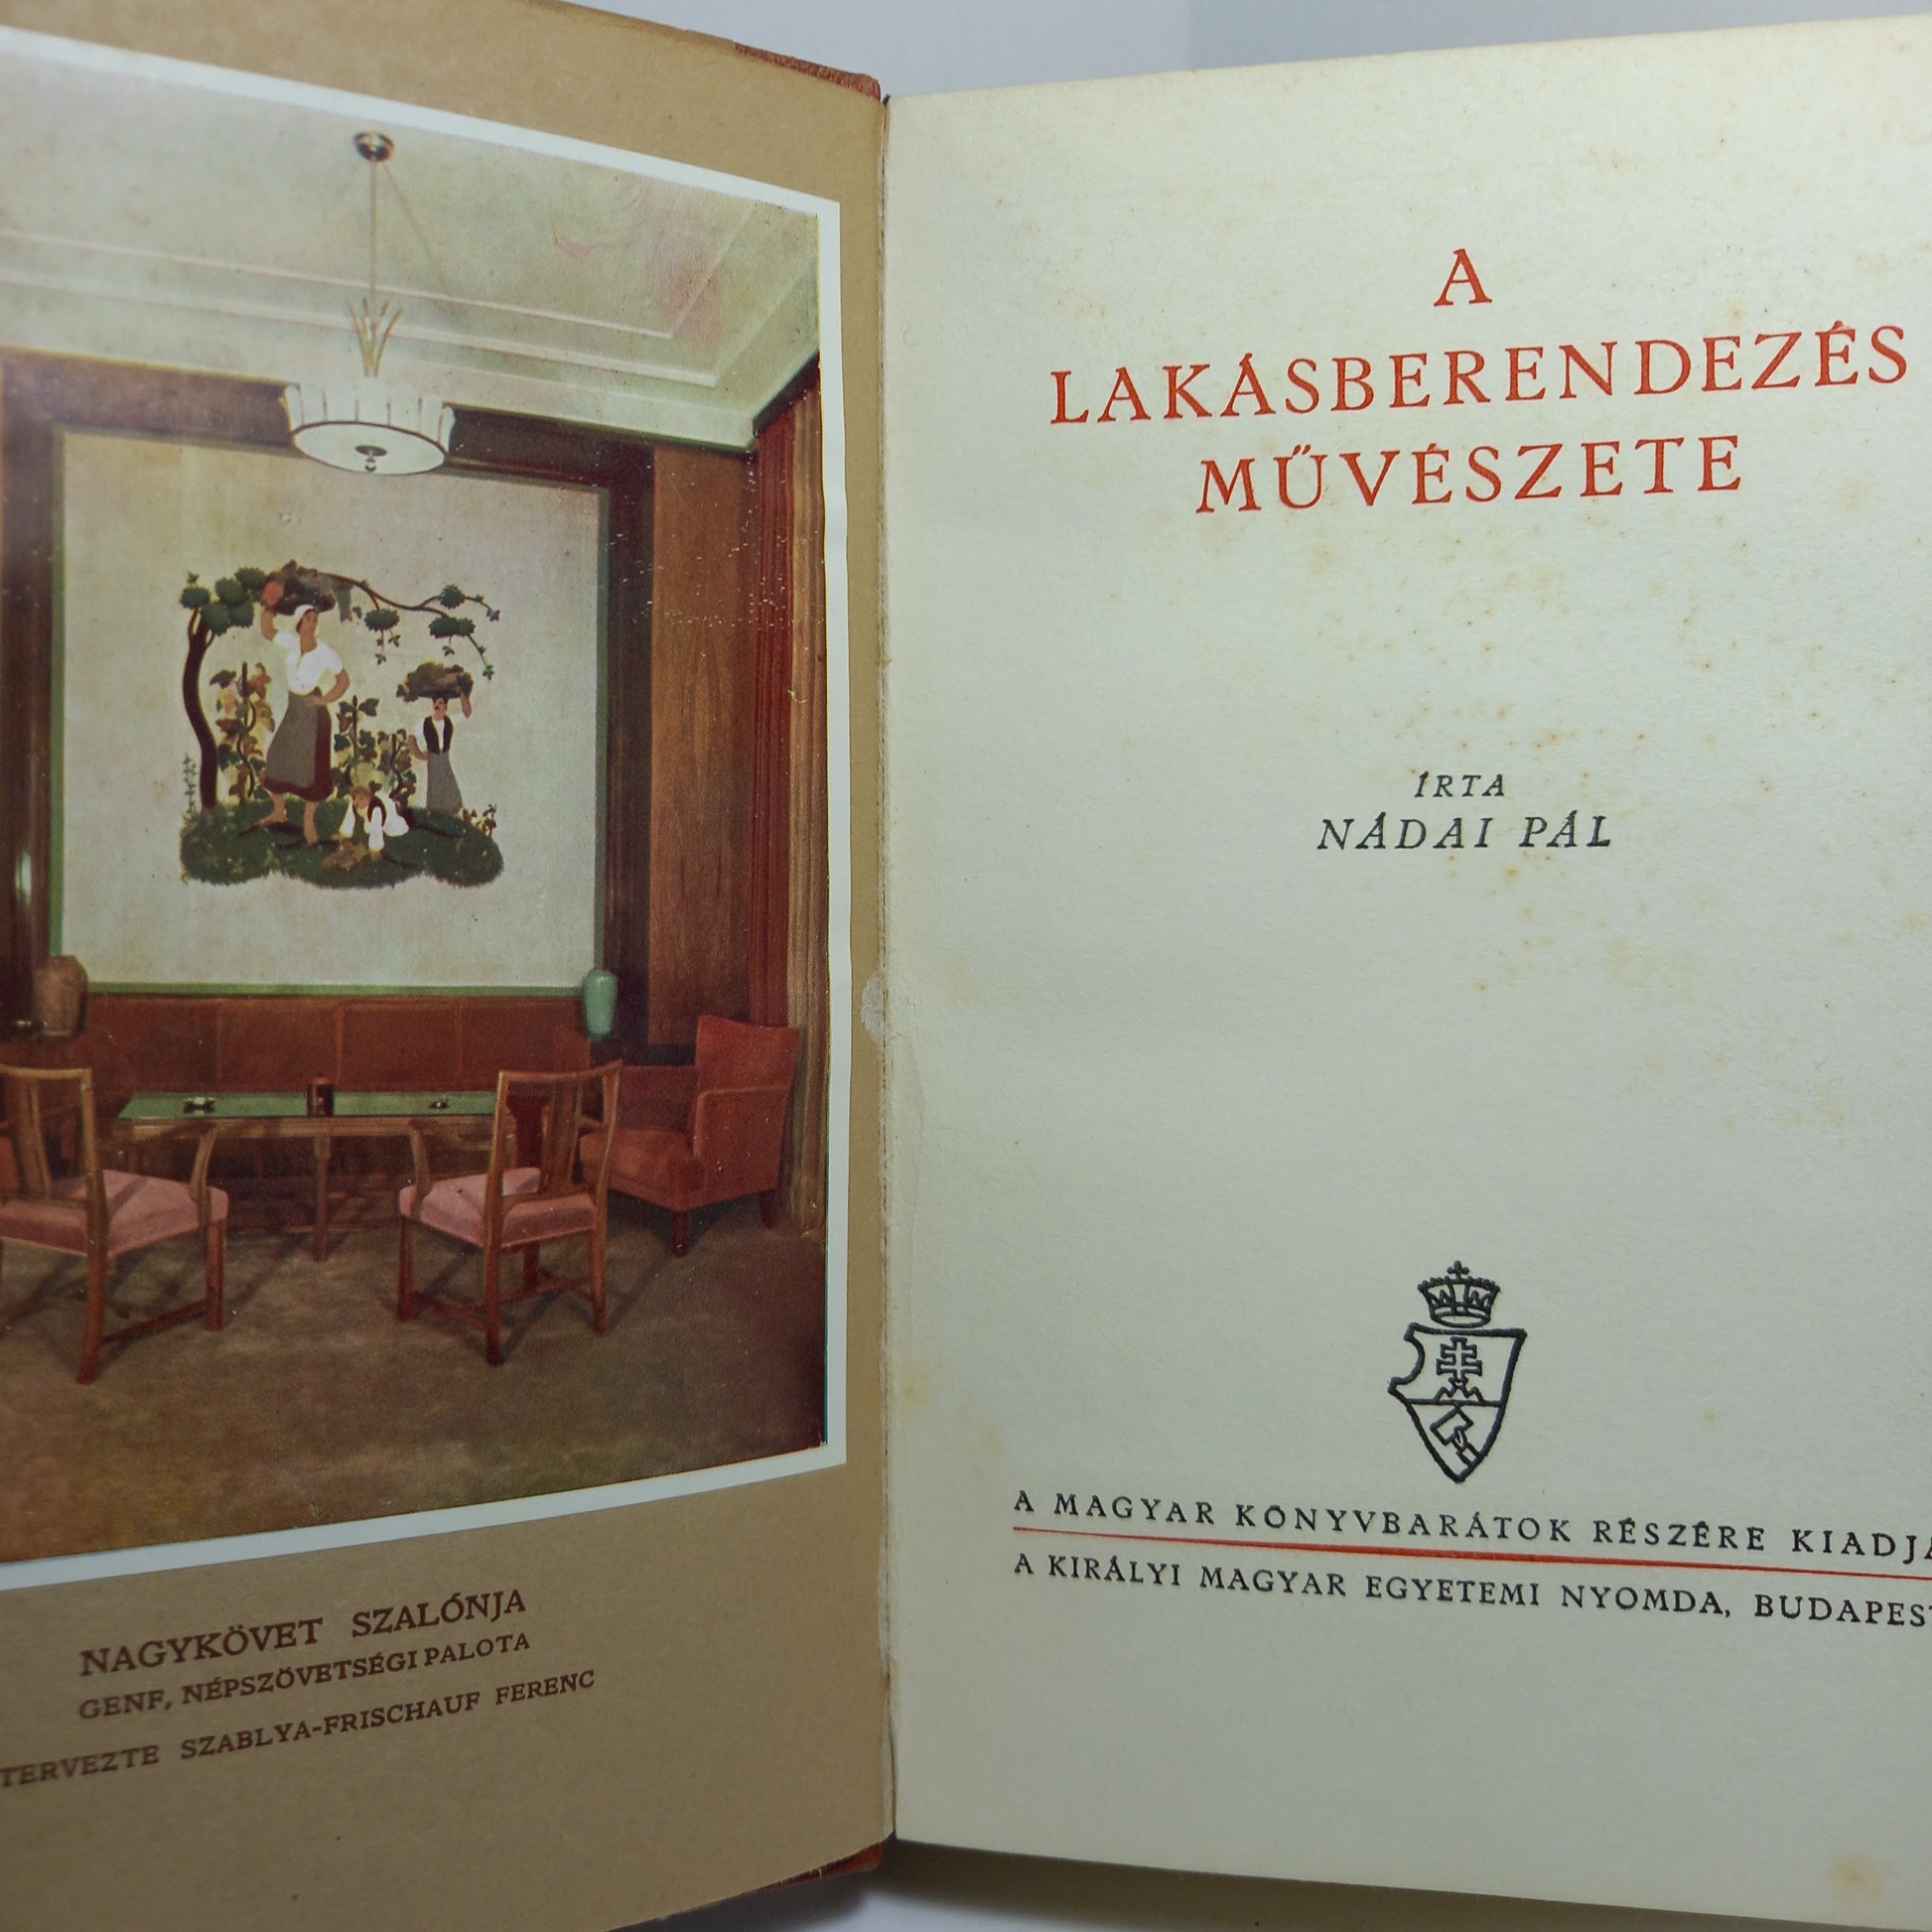 NAGYKÖVET SZALÓNJA
GENF, NÉPSZÖVETSÉGI PALOTA
TERVEZTE SZABLYA-FRISCHAUF FERENC
A
LAKÁSBERENDEZÉS
MŰVÉSZETE
ÍRTA
NÁDAI PÁL
A MAGYAR KÖNYVBARÁTOK RÉSZÉRE KIADJA
A KIRÁLYI MAGYAR EGYETEMI NYOMDA, BUDAPEST